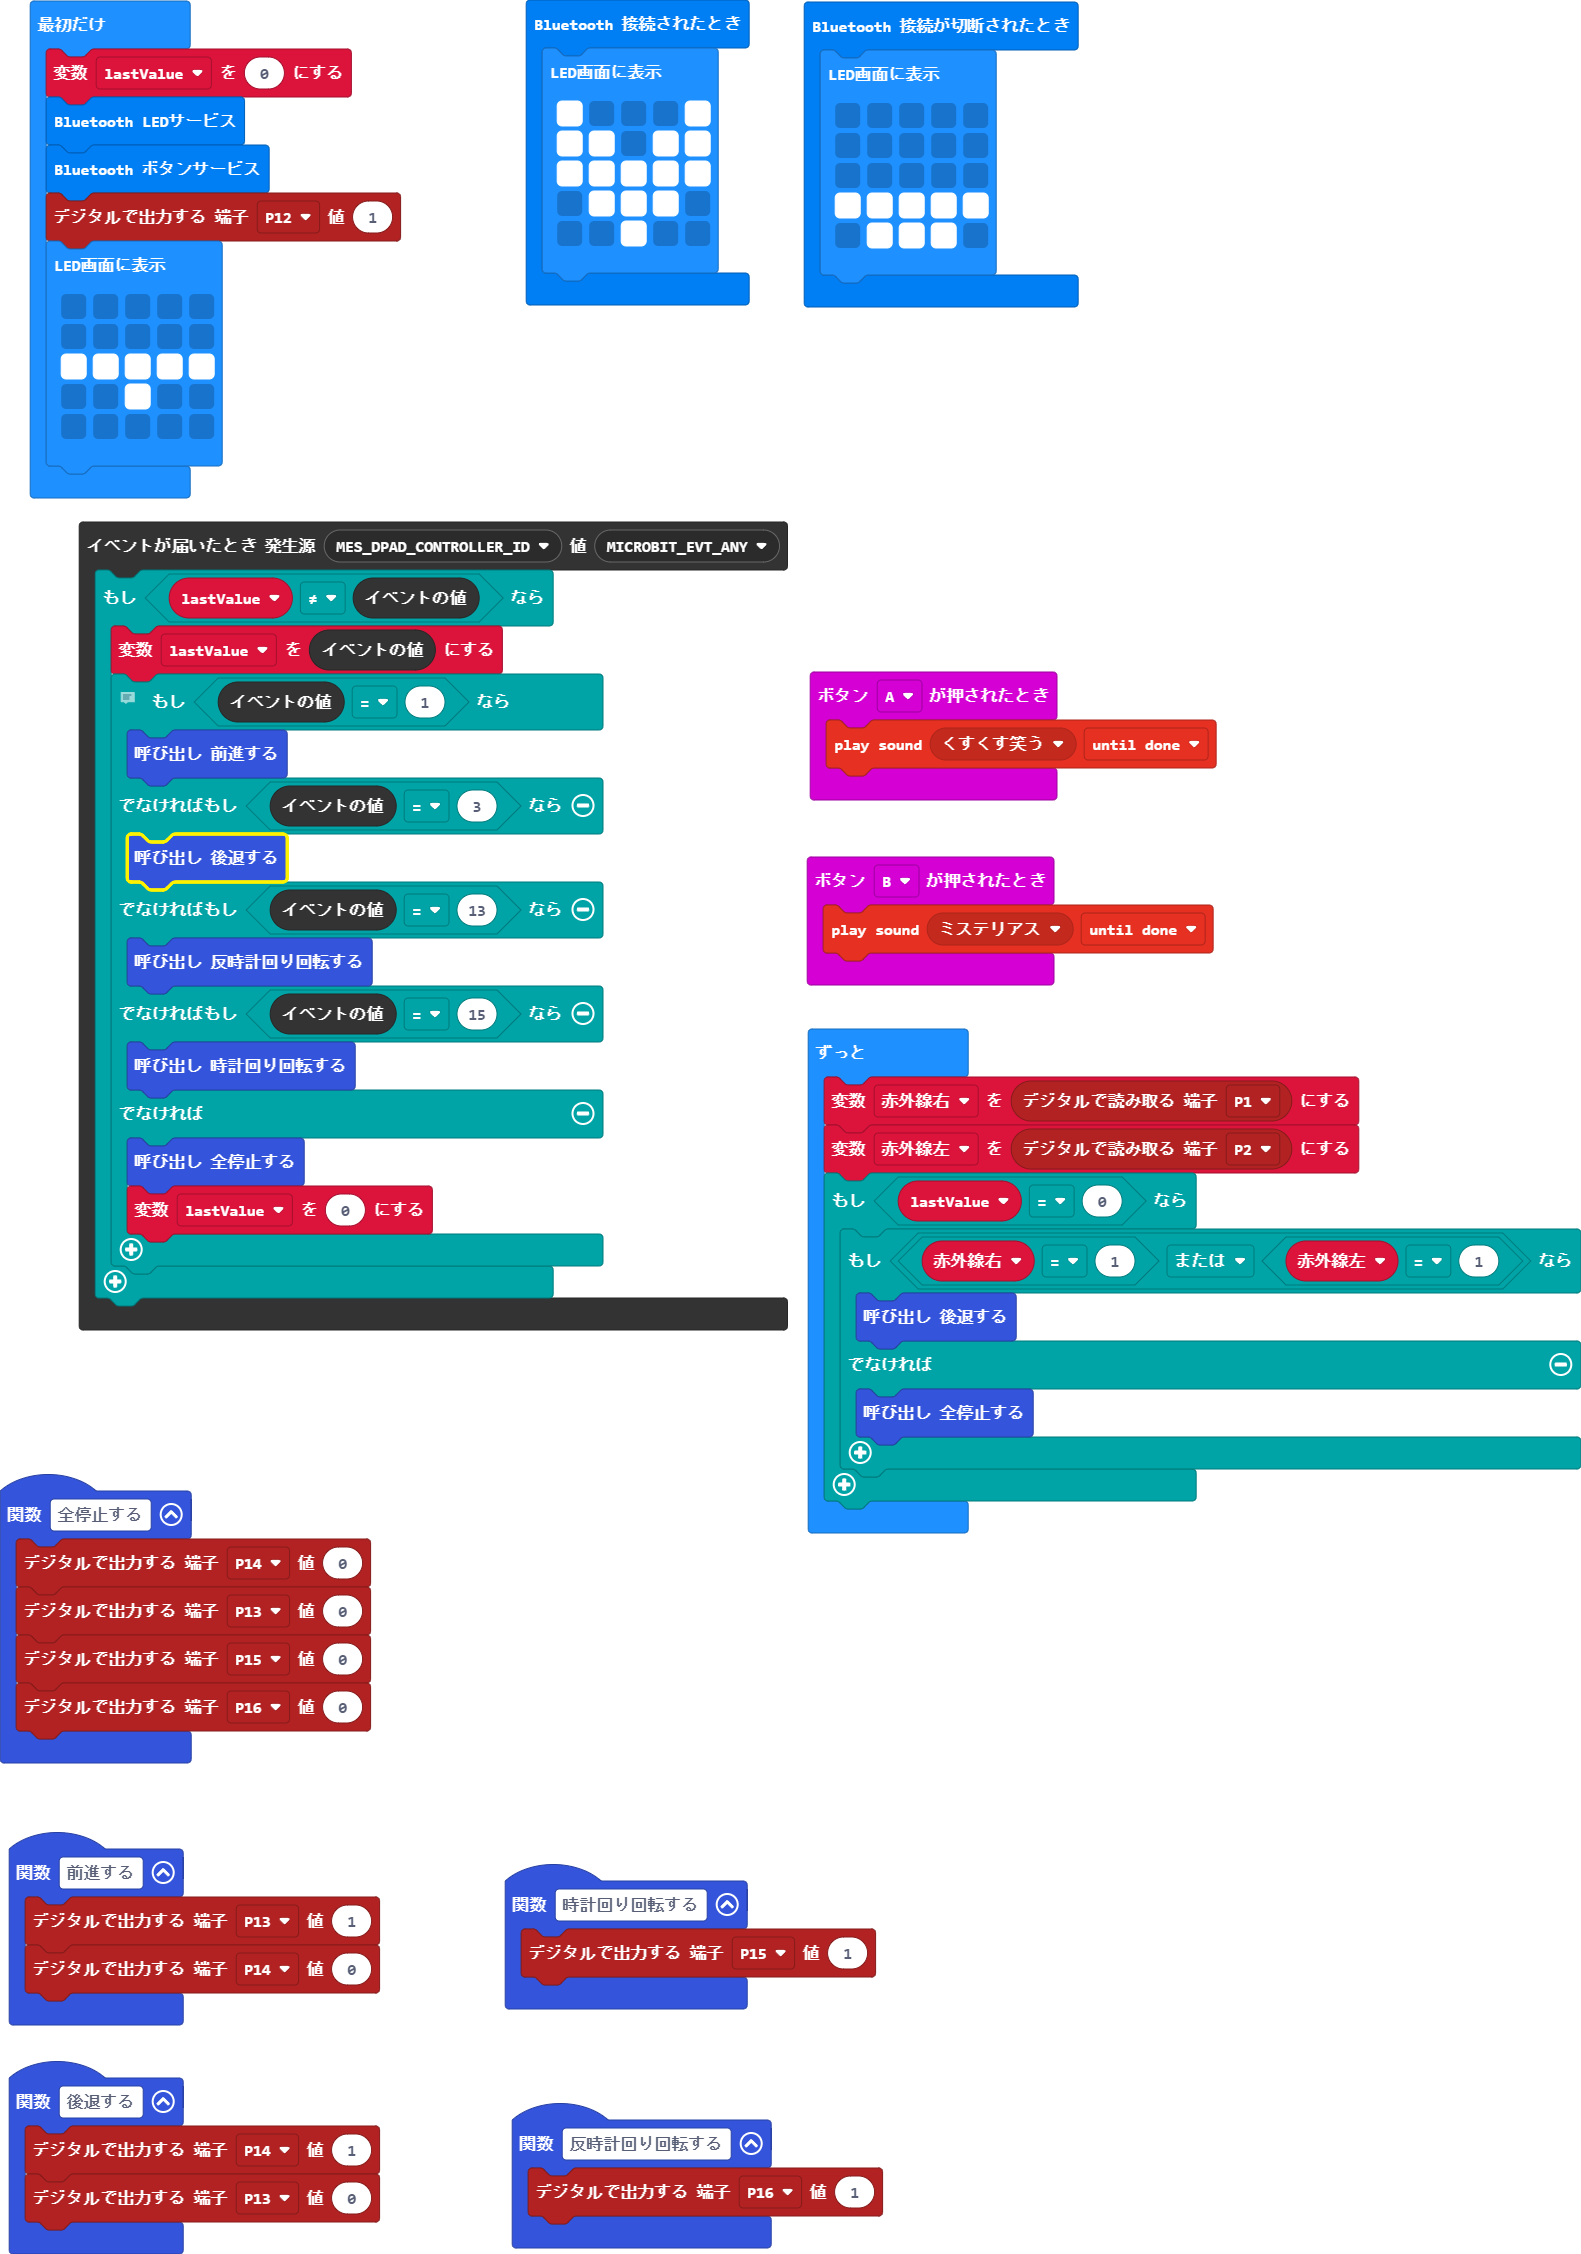 最初だけ
変数 lastValue を 0 にする
Bluetooth LEDサービス
Bluetooth ボタンサービス
デジタルで出力する 端子 P12 値 1
LED画面に表示
Bluetooth 接続されたとき
LED画面に表示
Bluetooth 接続が切断されたとき
LED画面に表示
イベントが届いたとき 発生源 MES_DPAD_CONTROLLER_ID 値 MICROBIT_EVT_ANY
もし lastValue ≠ イベントの値 なら
変数 lastValue を イベントの値 にする
もし イベントの値 = 1 なら
呼び出し 前進する
でなければもし イベントの値 = 3 なら
呼び出し 後退する
でなければもし イベントの値 = 13 なら
呼び出し 反時計回り回転する
でなければもし イベントの値 = 15 なら
呼び出し 時計回り回転する
でなければ
呼び出し 全停止する
変数 lastValue を 0 にする
ボタン A が押されたとき
play sound くすくす笑う until done
ボタン B が押されたとき
play sound ミステリアス until done
ずっと
変数 赤外線右 を デジタルで読み取る 端子 P1 にする
変数 赤外線左 を デジタルで読み取る 端子 P2 にする
もし lastValue = 0 なら
もし 赤外線右 = 1 または 赤外線左 = 1 なら
呼び出し 後退する
でなければ
呼び出し 全停止する
関数 全停止する
デジタルで出力する 端子 P14 値 0
デジタルで出力する 端子 P13 値 0
デジタルで出力する 端子 P15 値 0
デジタルで出力する 端子 P16 値 0
関数 前進する
デジタルで出力する 端子 P13 値 1
デジタルで出力する 端子 P14 値 0
関数 時計回り回転する
デジタルで出力する 端子 P15 値 1
関数 後退する
デジタルで出力する 端子 P14 値 1
デジタルで出力する 端子 P13 値 0
関数 反時計回り回転する
デジタルで出力する 端子 P16 値 1